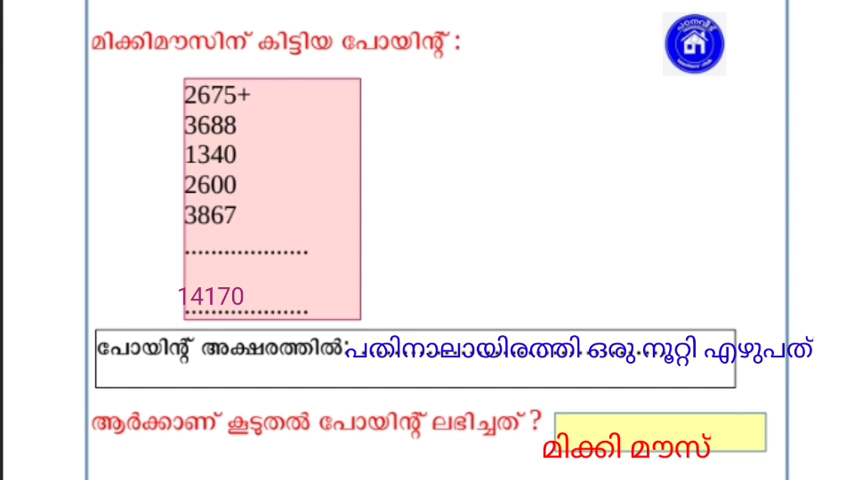 മിക്കിമൗസിന് കിട്ടിയ പോയിന്റ് :
2675+
3688
1340
2600
3867
...................
14170
...................
പോയിന്റ് അക്ഷരത്തിൽ: പതിനാലായിരത്തി ഒരു നൂറ്റി എഴുപത്
ആർക്കാണ് കൂടുതൽ പോയിന്റ് ലഭിച്ചത് ?
മിക്കി മൗസ്